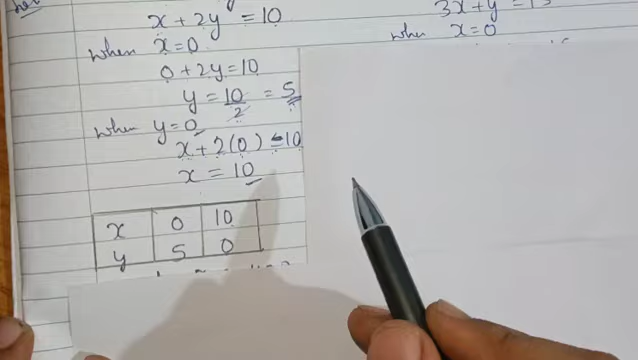 x + 2y = 10
when x = 0
0 + 2y = 10
y = 10/2 = 5
when y = 0
x + 2(0) = 10
x = 10
x 0 10
y 5 0
3x + y =
when x = 0